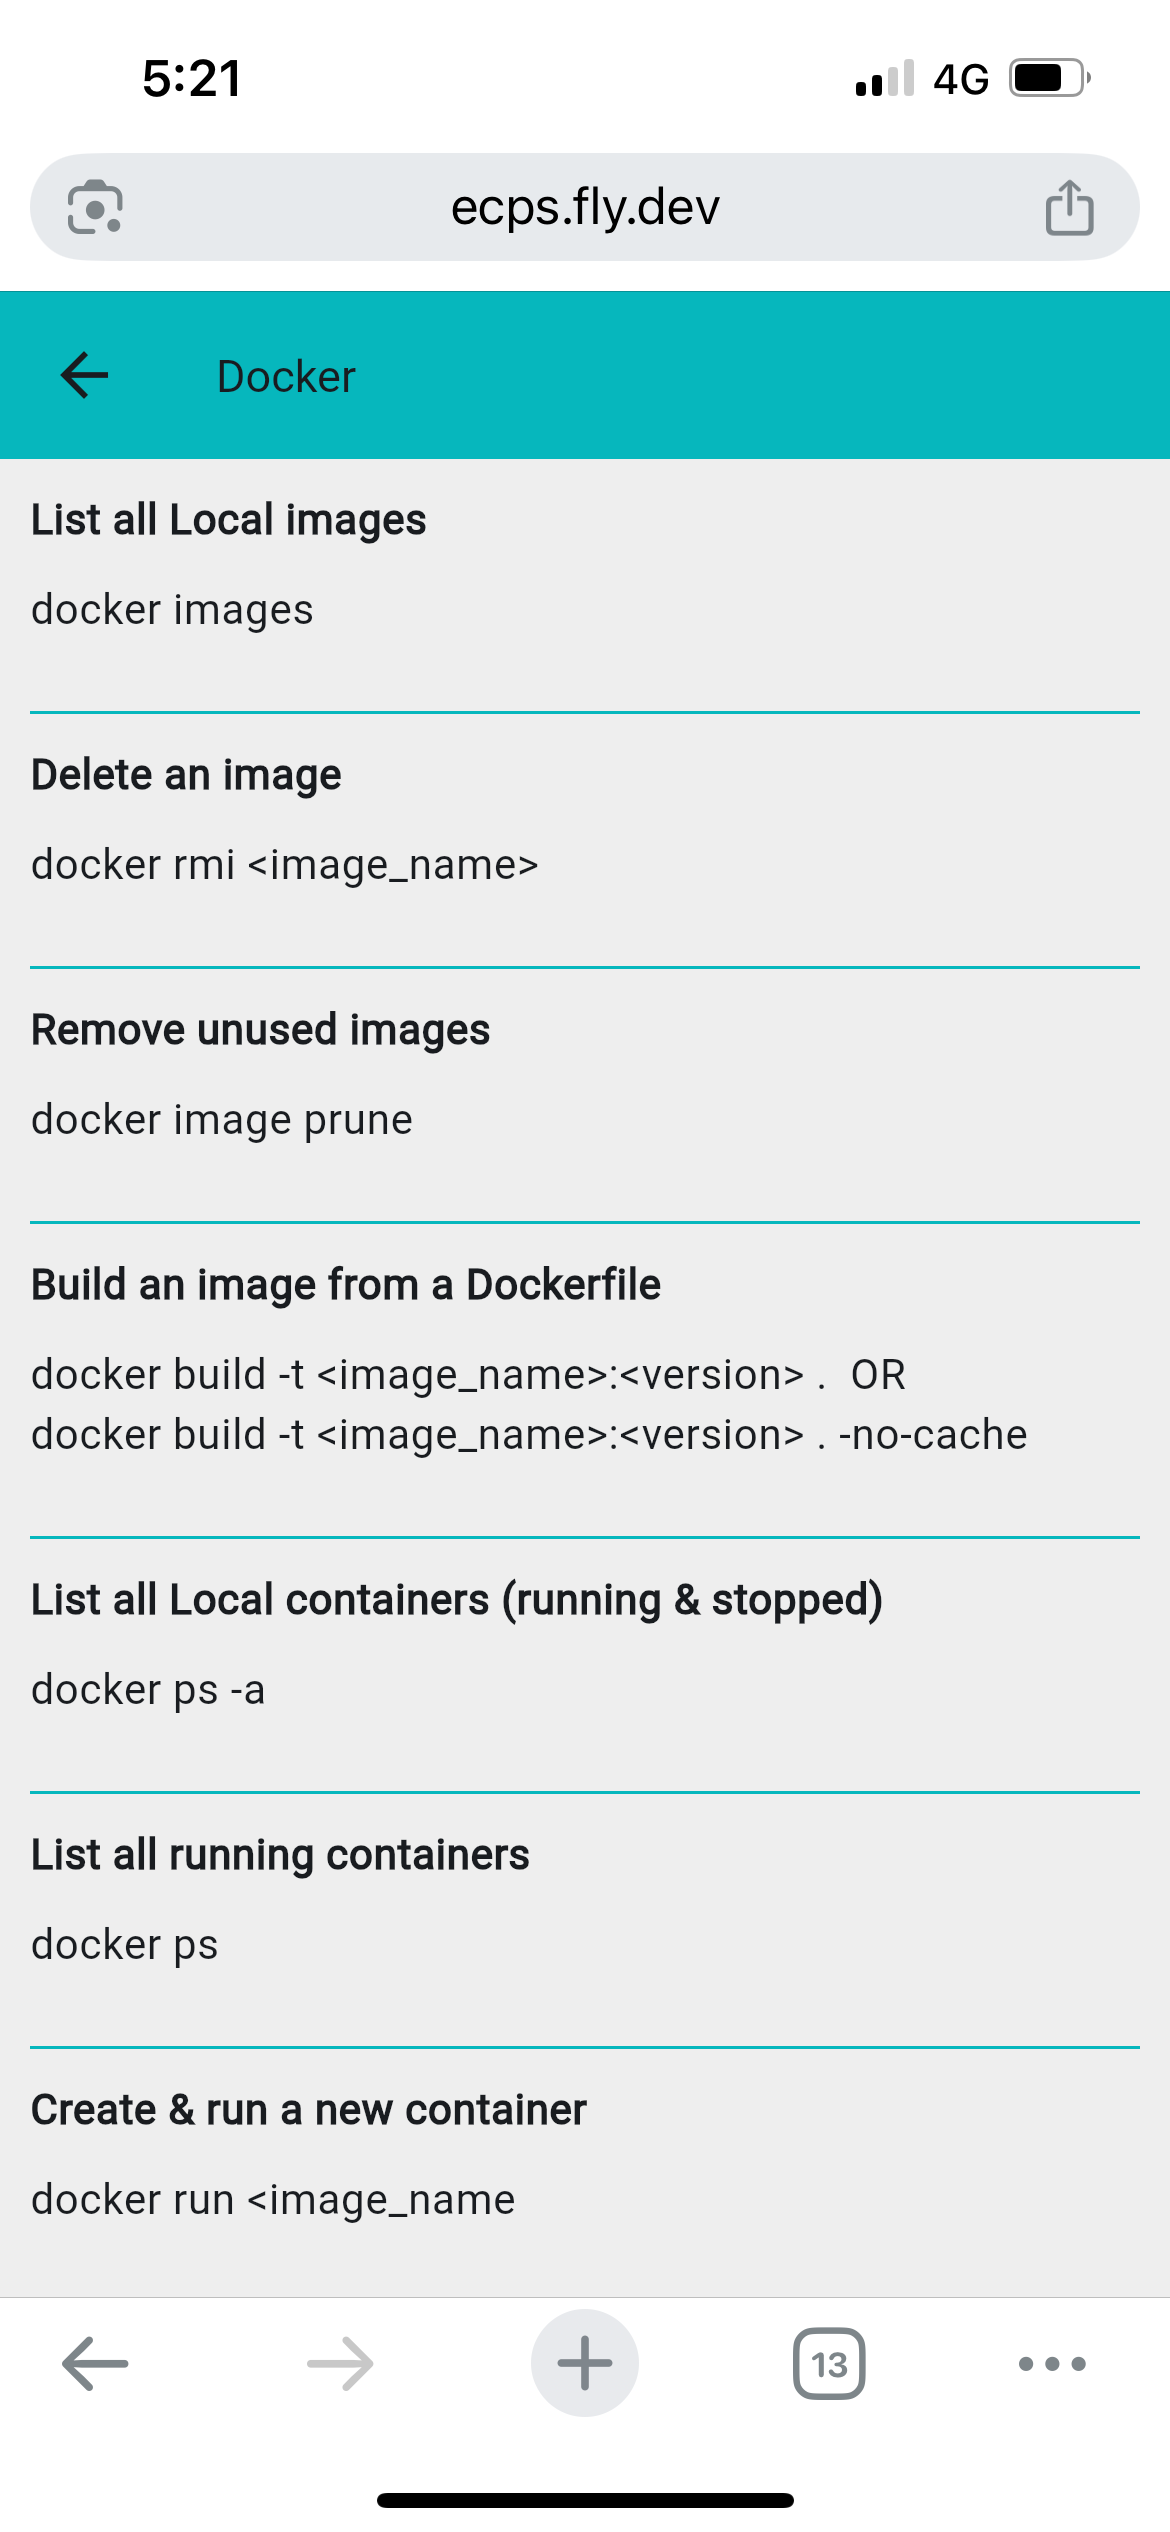 5:21
4G
ecps.fly.dev
Docker
List all Local images
docker images
Delete an image
docker rmi <image_name>
Remove unused images
docker image prune
Build an image from a Dockerfile
docker build -t <image_name>:<version> .  OR
docker build -t <image_name>:<version> . -no-cache
List all Local containers (running & stopped)
docker ps -a
List all running containers
docker ps
Create & run a new container
docker run <image_name
13